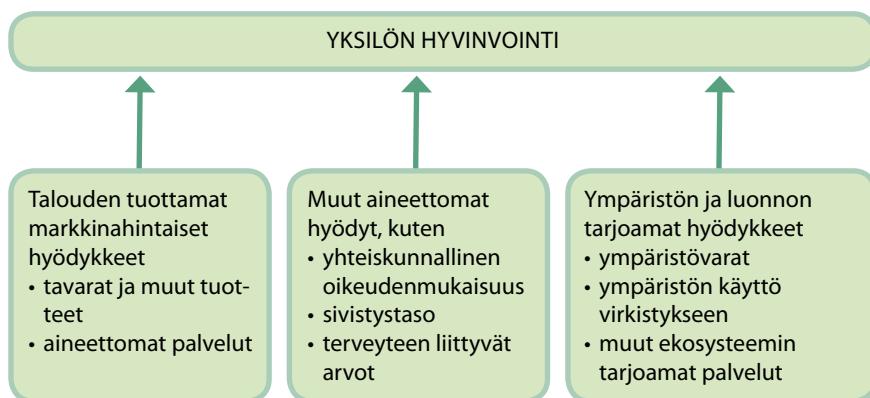 YKSILÖN HYVINVOINTI
Talouden tuottamat
markkinahintaiset
hyödykkeet
• tavarat ja muut tuot-
teet
• aineettomat palvelut
Muut aineettomat
hyödyt, kuten
• yhteiskunnallinen
oikeudenmukaisuus
• sivistystaso
• terveyteen liittyvät
arvot
Ympäristön ja luonnon
tarjoamat hyödykkeet
• ympäristövarat
• ympäristön käyttö
virkistykseen
• muut ekosysteemin
tarjoamat palvelut